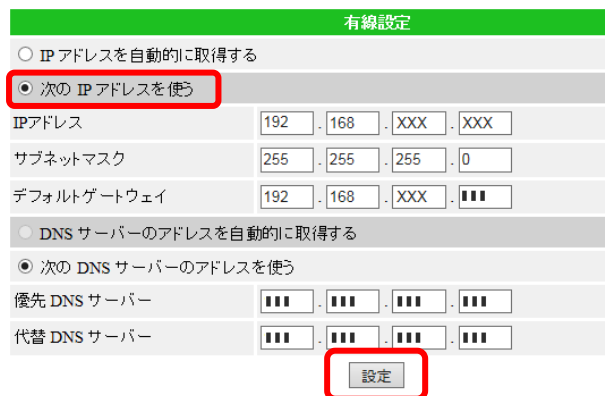 有線設定
IP アドレスを自動的に取得する
次の IP アドレスを使う
IPアドレス 192 . 168 . XXX . XXX
サブネットマスク 255 . 255 . 255 . 0
デフォルトゲートウェイ 192 . 168 . XXX . ▮▮▮
DNS サーバーのアドレスを自動的に取得する
次の DNS サーバーのアドレスを使う
優先 DNS サーバー ▮▮▮ . ▮▮▮ . ▮▮▮ . ▮▮▮
代替 DNS サーバー ▮▮▮ . ▮▮▮ . ▮▮▮ . ▮▮▮
設定